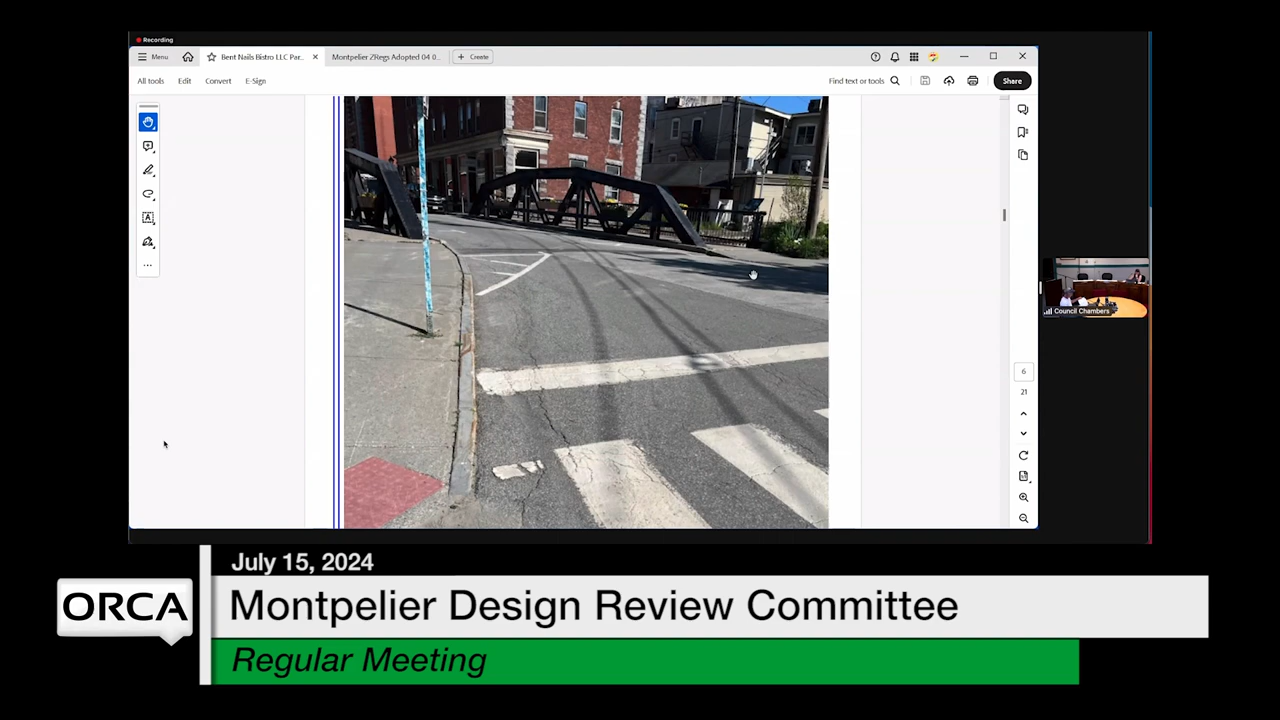 Recording
Menu
Bent Nails Bistro LLC Par...
Montpelier ZRegs Adopted 04 0...
Create
All tools
Edit
Convert
E-Sign
Find text or tools
Share
6
21
Council Chambers
July 15, 2024
ORCA
Montpelier Design Review Committee
Regular Meeting